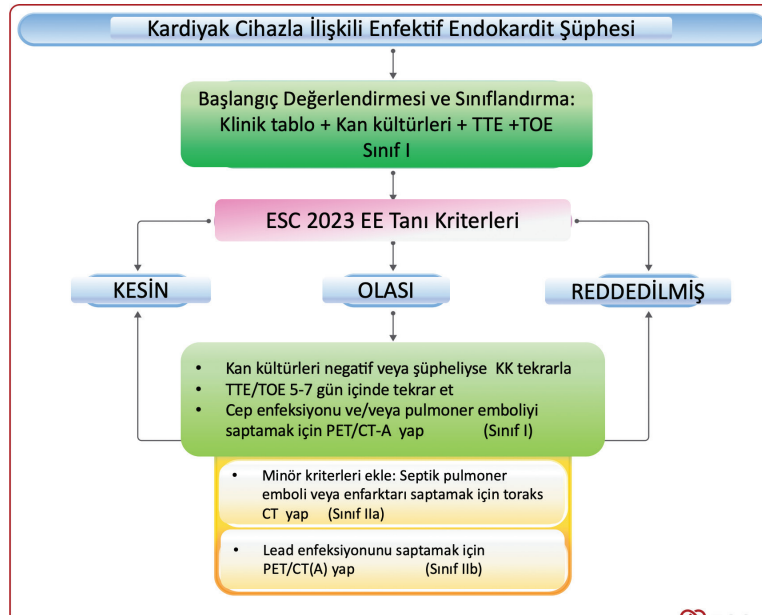 Kardiyak Cihazla İlişkili Enfektif Endokardit Şüphesi
Başlangıç Değerlendirmesi ve Sınıflandırma:
Klinik tablo + Kan kültürleri + TTE +TOE
Sınıf I
ESC 2023 EE Tanı Kriterleri
KESİN
OLASI
REDDEDİLMİŞ
• Kan kültürleri negatif veya şüpheliyse KK tekrarla
• TTE/TOE 5-7 gün içinde tekrar et
• Cep enfeksiyonu ve/veya pulmoner emboliyi
saptamak için PET/CT-A yap (Sınıf I)
• Minör kriterleri ekle: Septik pulmoner
emboli veya enfarktarı saptamak için toraks
CT yap (Sınıf IIa)
• Lead enfeksiyonunu saptamak için
PET/CT(A) yap (Sınıf IIb)